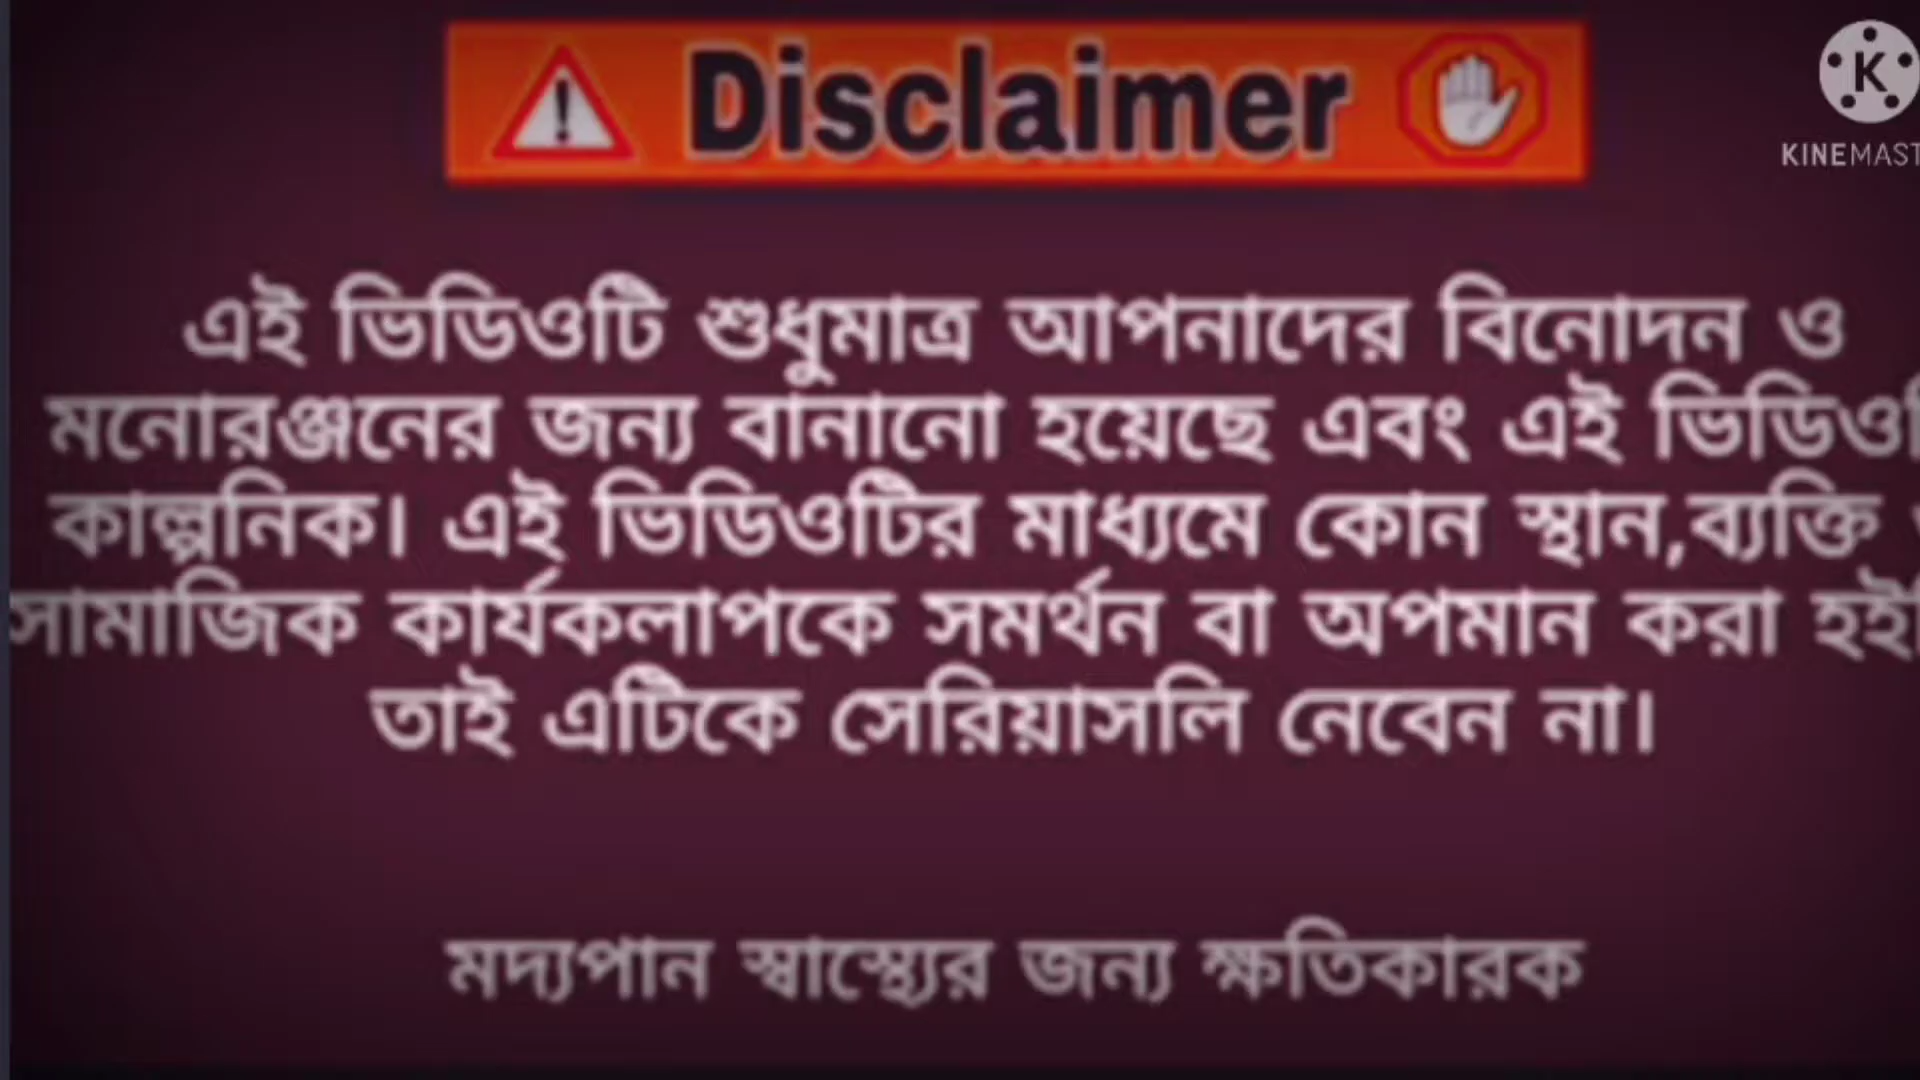 Disclaimer
K
KINEMAST
এই ভিডিওটি শুধুমাত্র আপনাদের বিনোদন ও
মনোরঞ্জনের জন্য বানানো হয়েছে এবং এই
কাল্পনিক। এই ভিডিওটির মাধ্যমে কোন স্থান,ব্যক্তি
সামাজিক কার্যকলাপকে সমর্থন বা অপমান করা
তাই এটিকে সেরিয়াসলি নেবেন না।
মদ্যপান স্বাস্থ্যের জন্য ক্ষতিকারক